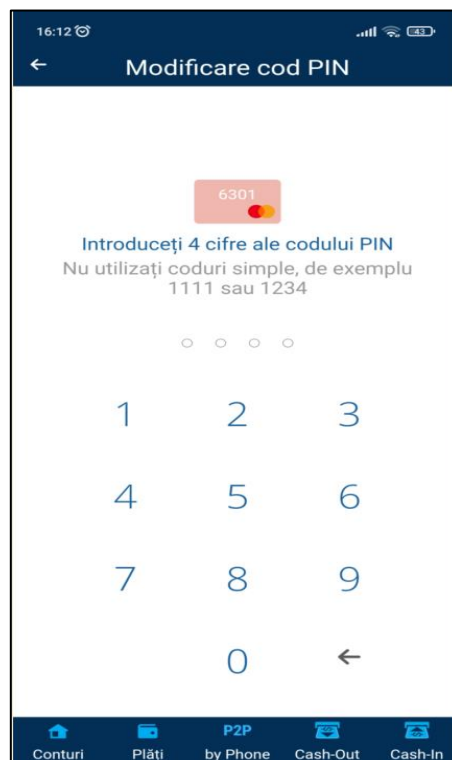 16:12
43
Modificare cod PIN
6301
Introduceți 4 cifre ale codului PIN
Nu utilizați coduri simple, de exemplu
1111 sau 1234
1 2 3
4 5 6
7 8 9
0
Conturi Plăți P2P by Phone Cash-Out Cash-In